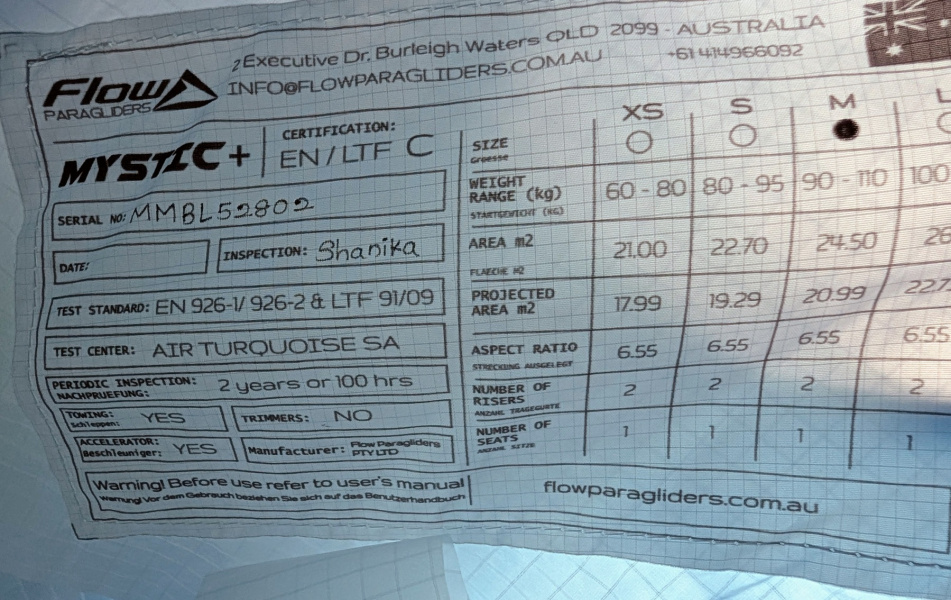 Flow
PARAGLIDERS
2 Executive Dr. Burleigh Waters QLD 2099 - AUSTRALIA
INFO@FLOWPARAGLIDERS.COM.AU +61 414966092
MYSTIC+
CERTIFICATION:
EN / LTF C
SERIAL NO: MMBL52802
DATE:
INSPECTION: Shanika
TEST STANDARD: EN 926-1/ 926-2 & LTF 91/09
TEST CENTER: AIR TURQUOISE SA
PERIODIC INSPECTION: 2 years or 100 hrs
NACHPRUEFUNG:
TOWING: YES
Schleppen:
TRIMMERS: NO
ACCELERATOR: YES
Beschleuniger:
Manufacturer: Flow Paragliders
PTY LTD
Warning! Before use refer to user's manual
Warnung! Vor dem Gebrauch beziehen Sie sich auf das Benutzerhandbuch
SIZE XS S M L
Groesse
WEIGHT
RANGE (kg) 60 - 80 80 - 95 90 - 110 100
STARTGEWICHT (KG)
AREA m2 21.00 22.70 24.50 26
FLAECHE M2
PROJECTED
AREA m2 17.99 19.29 20.99 22.7
ASPECT RATIO 6.55 6.55 6.55 6.55
STRECKUNG AUSGELEGT
NUMBER OF
RISERS 2 2 2 2
ANZAHL TRAGEGURTE
NUMBER OF
SEATS 1 1 1 1
ANZAHL SITZE
flowparagliders.com.au